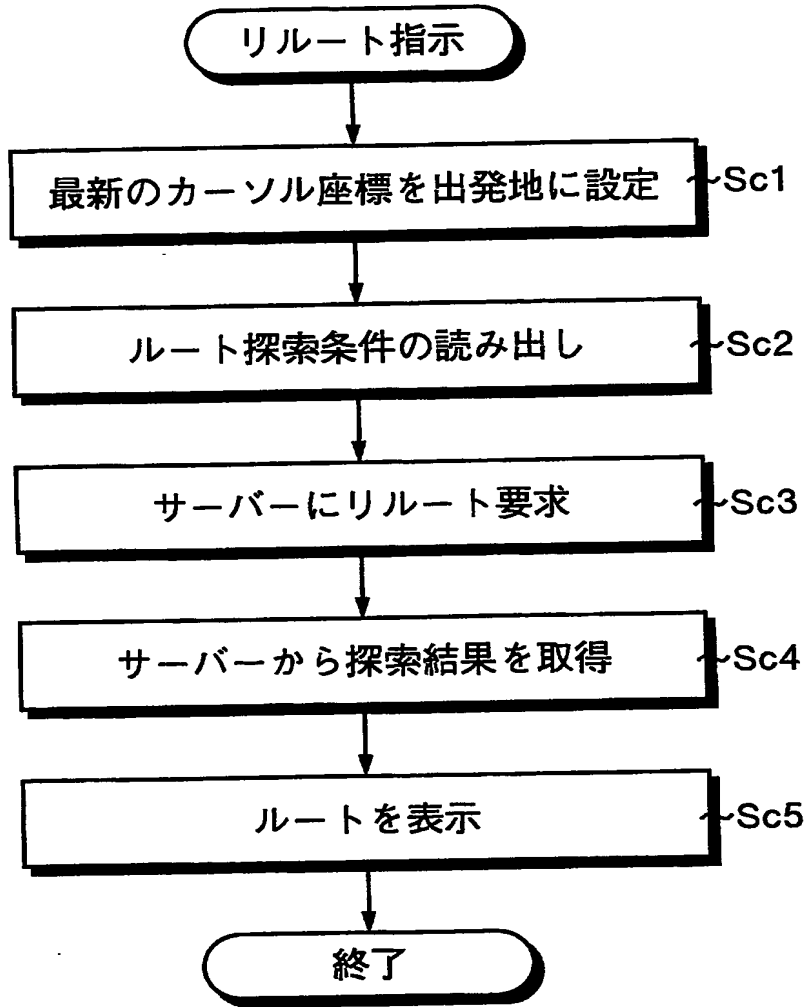 リルート指示
最新のカーソル座標を出発地に設定
Sc1
ルート探索条件の読み出し
Sc2
サーバーにリルート要求
Sc3
サーバーから探索結果を取得
Sc4
ルートを表示
Sc5
終了